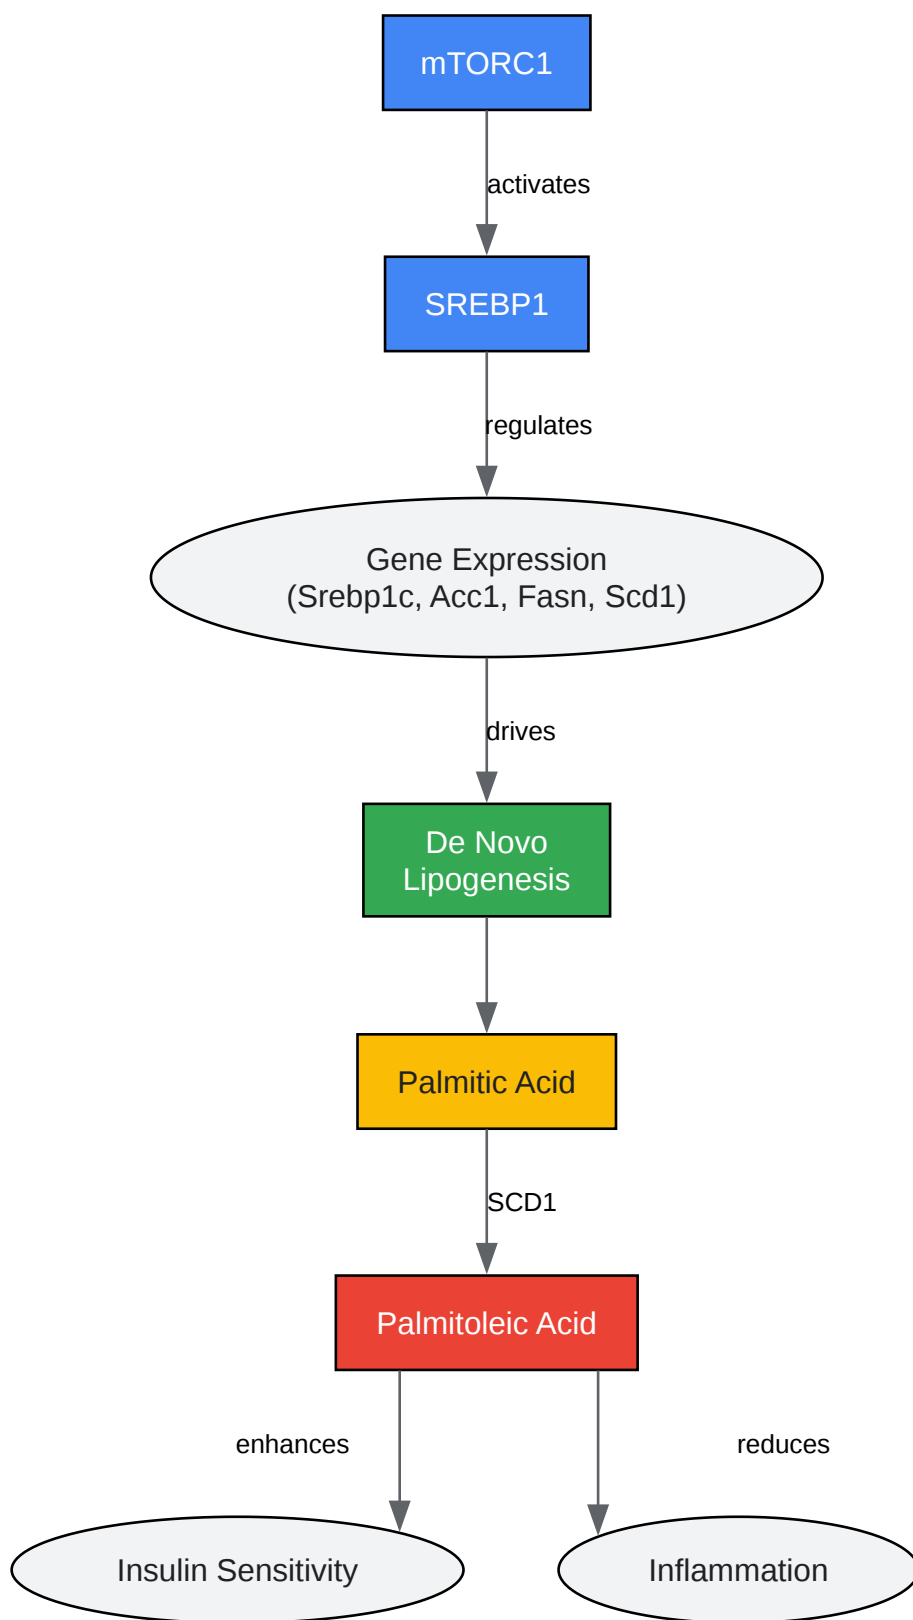 mTORC1
activates
SREBP1
regulates
Gene Expression
(Srebp1c, Acc1, Fasn, Scd1)
drives
De Novo
Lipogenesis
Palmitic Acid
SCD1
Palmitoleic Acid
enhances
reduces
Insulin Sensitivity
Inflammation